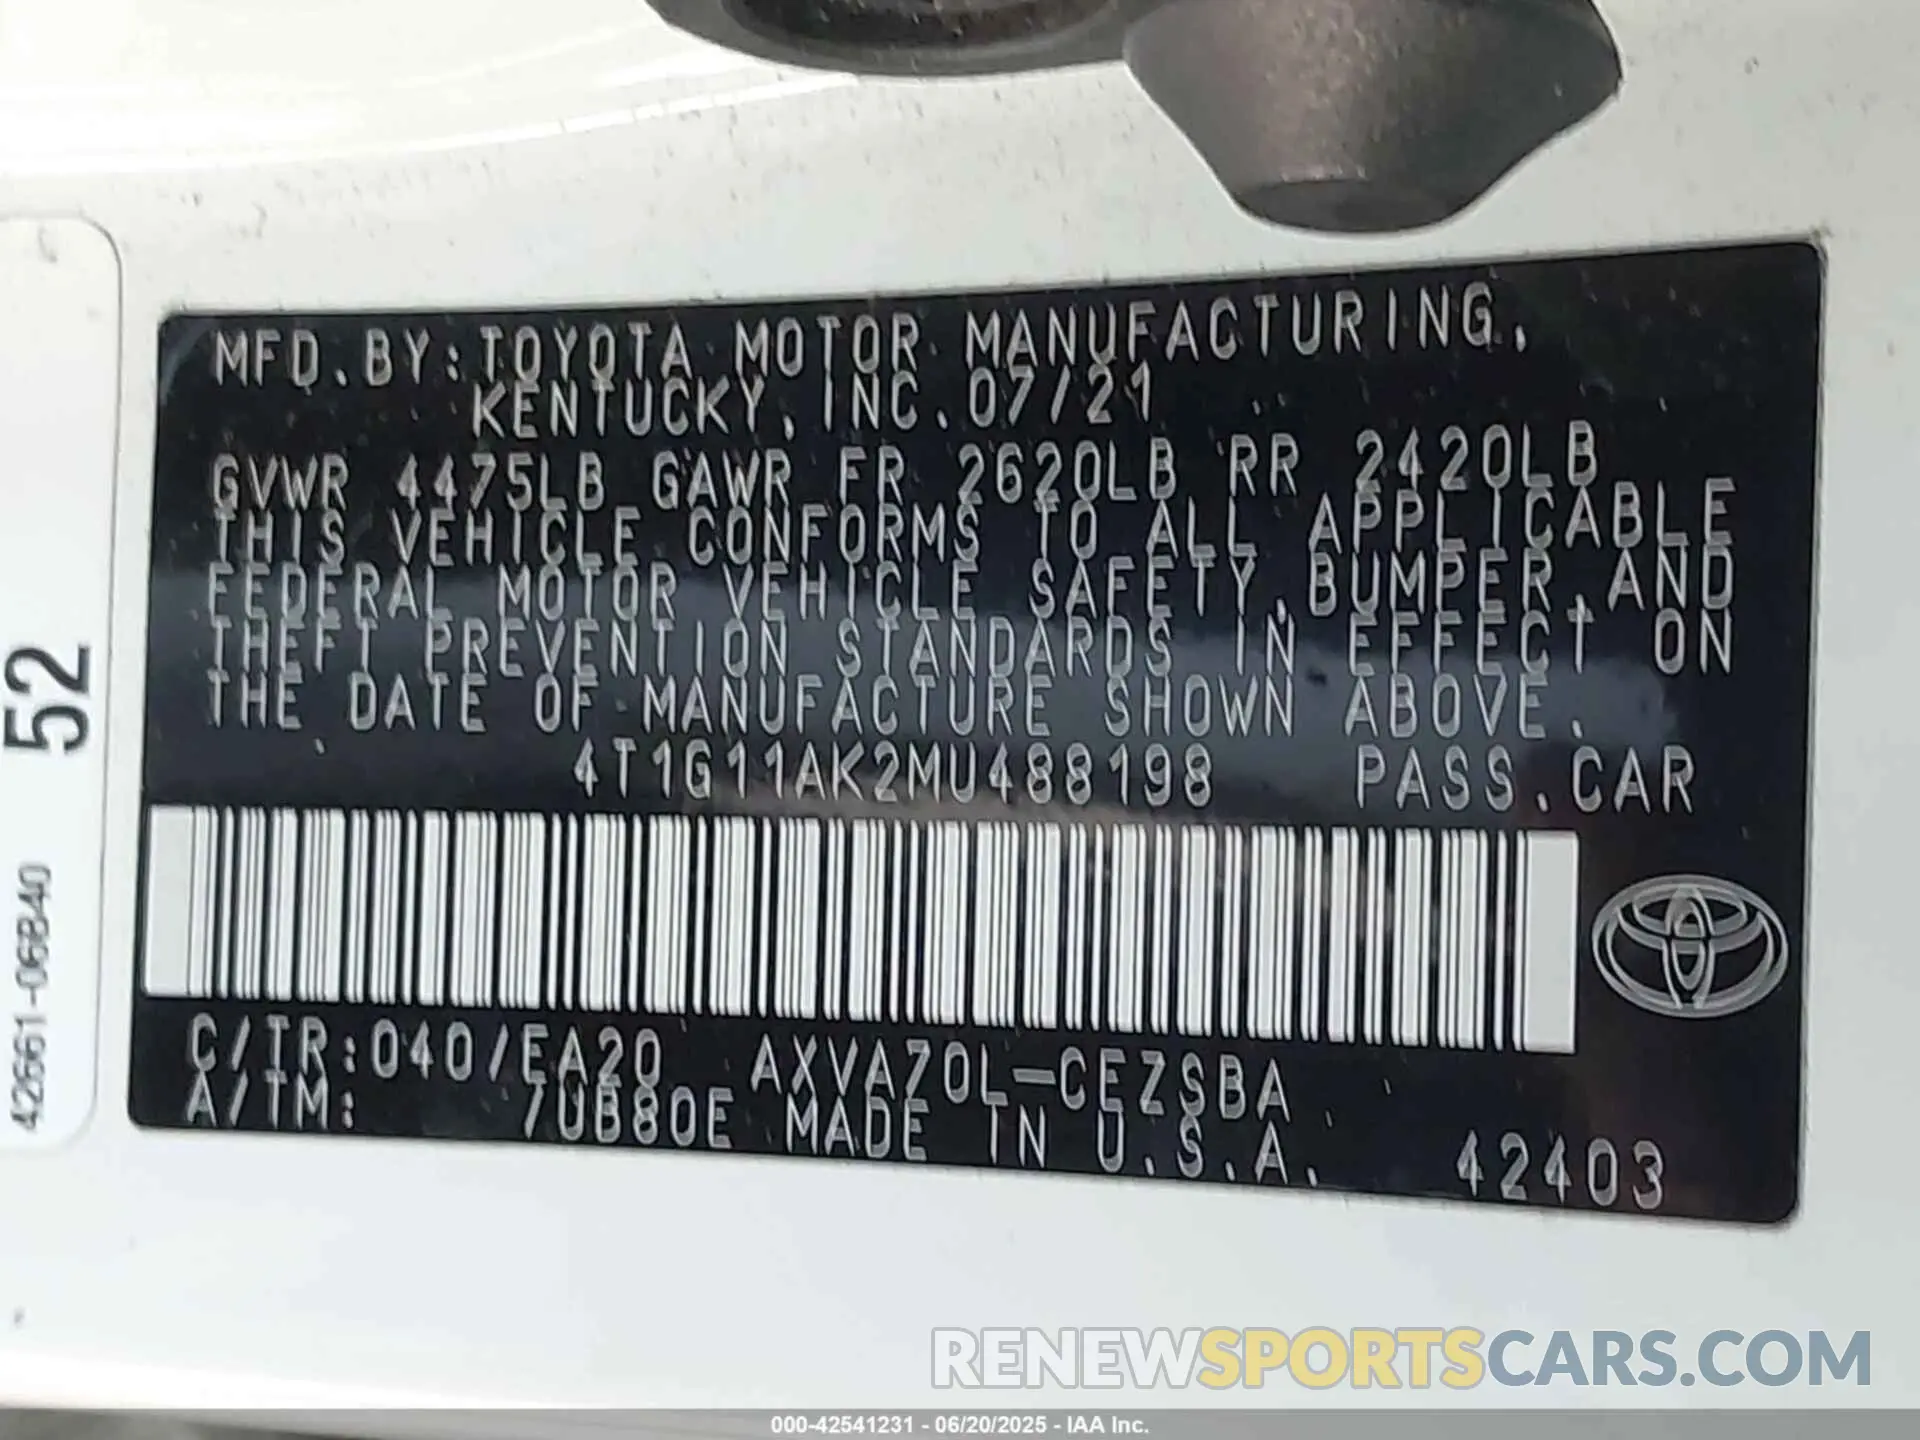 MFD.BY:TOYOTA MOTOR MANUFACTURING,
KENTUCKY, INC.07/21
GVWR 4475LB GAWR FR 2620LB RR 2420LB
THIS VEHICLE CONFORMS TO ALL APPLICABLE
FEDERAL MOTOR VEHICLE SAFETY,BUMPER,AND
THEFT PREVENTION STANDARDS IN EFFECT ON
THE DATE OF MANUFACTURE SHOWN ABOVE.
4T1G11AK2MU488198 PASS.CAR
C/TR:040/EA20 AXVA70L-CEZSBA
A/TM: 7UB80E MADE IN U.S.A. 42403
52
42661-06B40
RENEWSPORTSCARS.COM
000-42541231 - 06/20/2025 - IAA Inc.